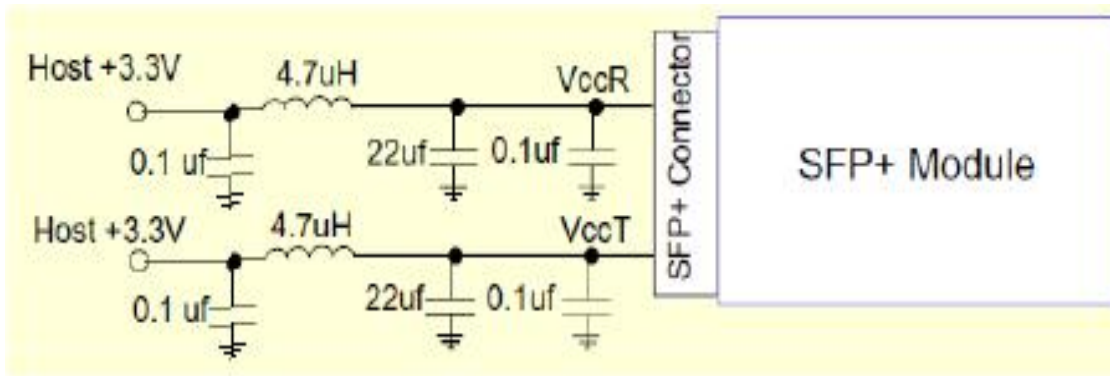 Host +3.3V
4.7uH
VccR
0.1 uf
22uf
0.1uf
Host +3.3V
4.7uH
VccT
0.1 uf
22uf
0.1uf
SFP+ Connector
SFP+ Module